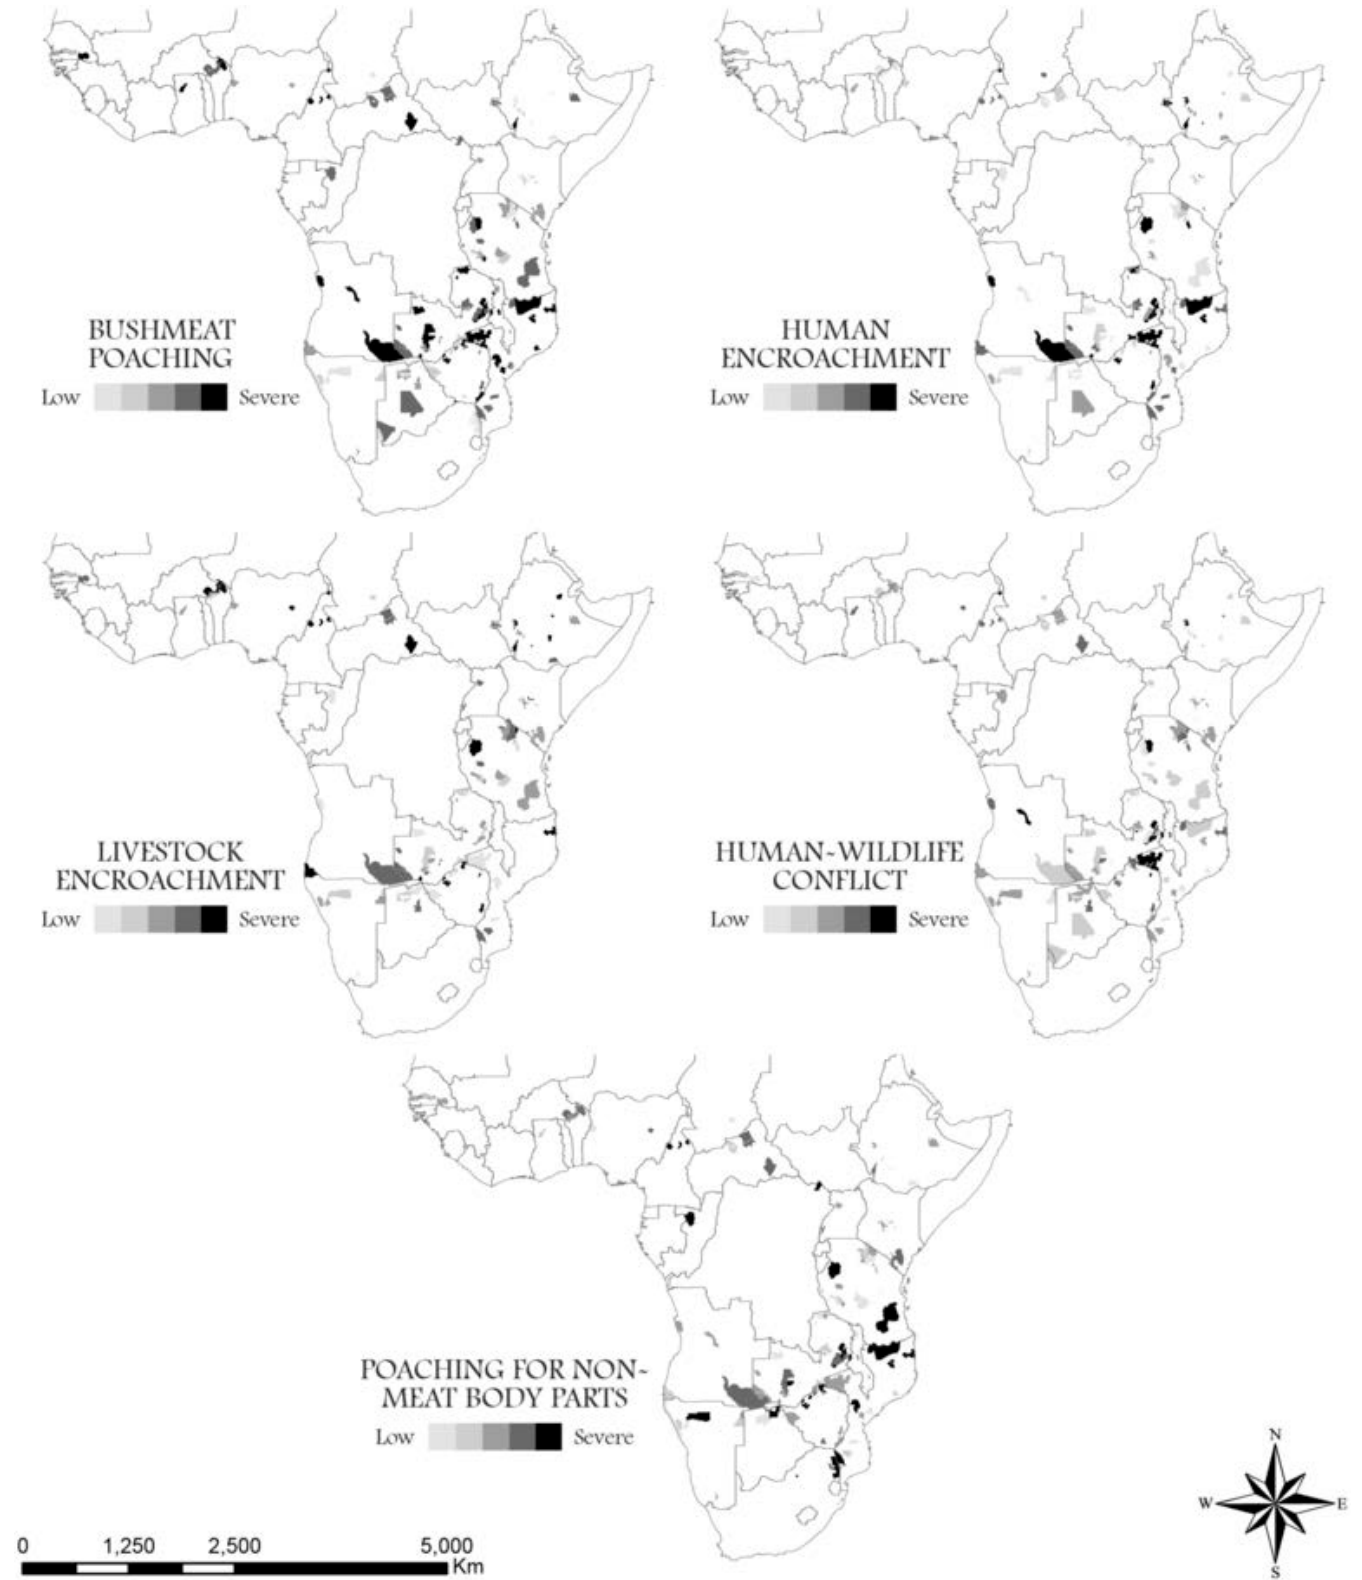 BUSHMEAT
POACHING
Low Severe
HUMAN
ENCROACHMENT
Low Severe
LIVESTOCK
ENCROACHMENT
Low Severe
HUMAN~WILDLIFE
CONFLICT
Low Severe
POACHING FOR NON~
MEAT BODY PARTS
Low Severe
N
W E
S
0 1,250 2,500 5,000
Km